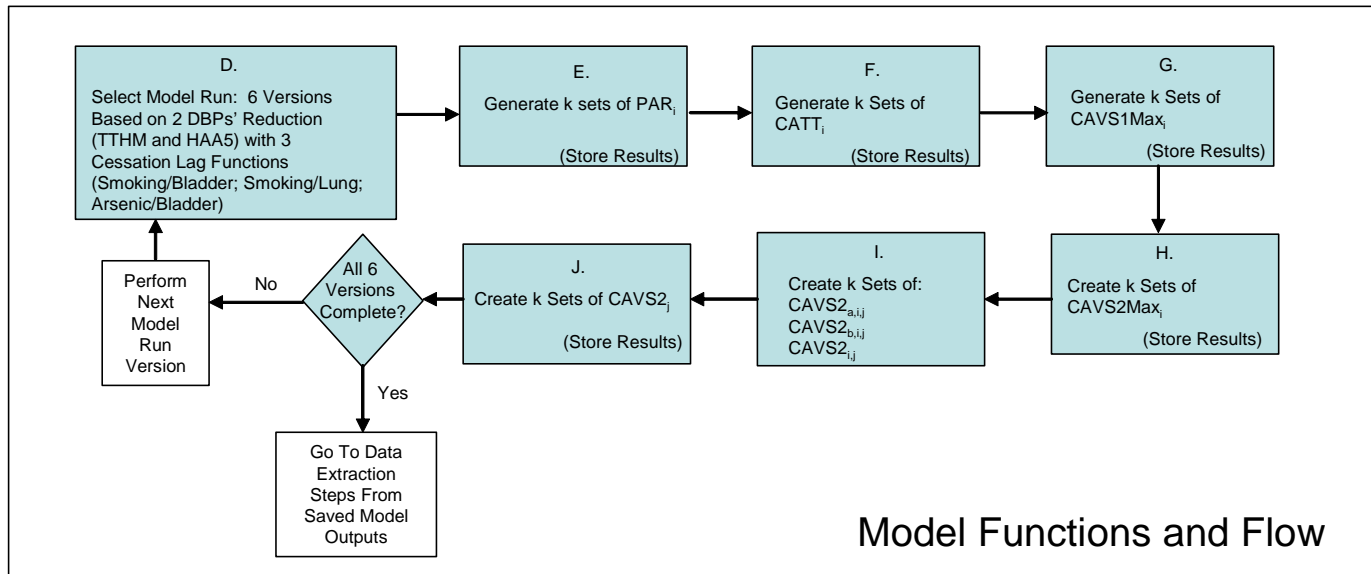 D.
Select Model Run: 6 Versions
Based on 2 DBPs' Reduction
(TTHM and HAA5) with 3
Cessation Lag Functions
(Smoking/Bladder; Smoking/Lung;
Arsenic/Bladder)
E.
Generate k sets of PARi
(Store Results)
F.
Generate k Sets of
CATTi
(Store Results)
G.
Generate k Sets of
CAVS1Maxi
(Store Results)
H.
Create k Sets of
CAVS2Maxi
(Store Results)
I.
Create k Sets of:
CAVS2a,i,j
CAVS2b,i,j
CAVS2i,j
J.
Create k Sets of CAVS2j
(Store Results)
All 6
Versions
Complete?
No
Perform
Next
Model
Run
Version
Yes
Go To Data
Extraction
Steps From
Saved Model
Outputs
Model Functions and Flow